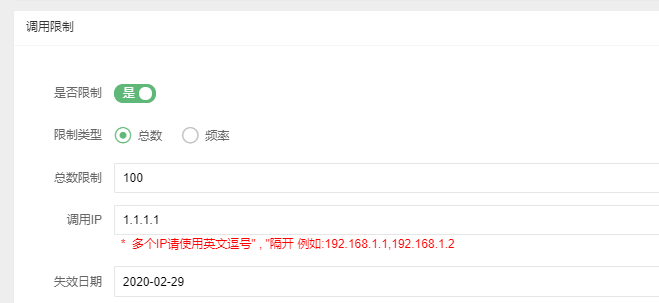 调用限制
是否限制 是
限制类型 总数 频率
总数限制 100
调用IP 1.1.1.1
* 多个IP请使用英文逗号" , "隔开 例如:192.168.1.1,192.168.1.2
失效日期 2020-02-29